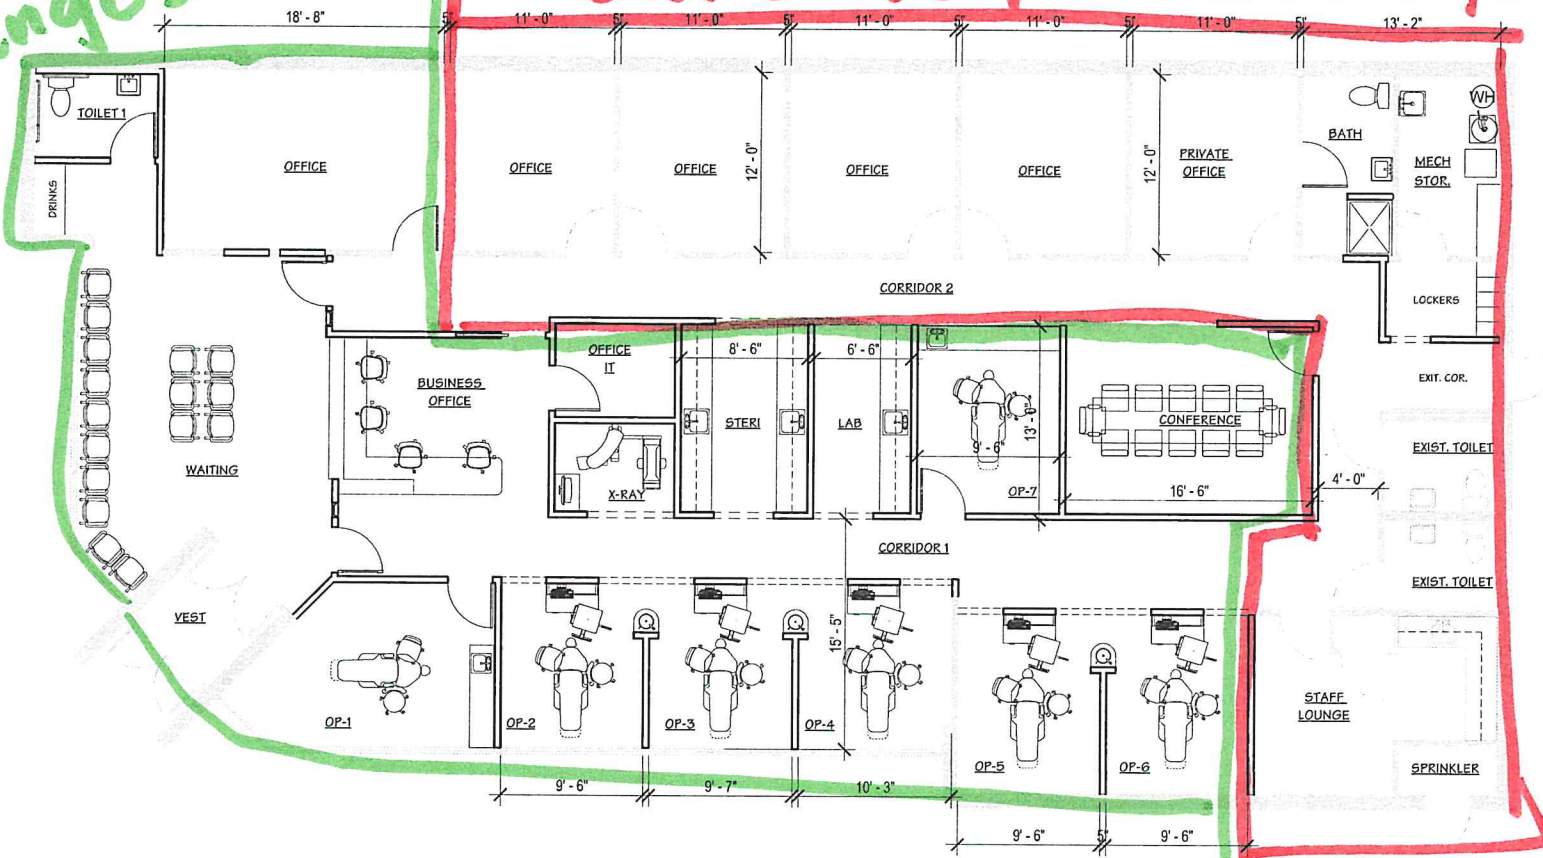 18' - 8" 5" 11' - 0" 5" 11' - 0" 5" 11' - 0" 5" 11' - 0" 5" 11' - 0" 5" 13' - 2"
TOILET 1
DRINKS
OFFICE
OFFICE
OFFICE
12' - 0"
OFFICE
OFFICE
12' - 0"
PRIVATE
OFFICE
BATH
WH
MECH
STOR.
CORRIDOR 2
LOCKERS
OFFICE
IT
8' - 6"
6' - 6"
EXIT. COR.
BUSINESS
OFFICE
STERI
LAB
13' - 0"
9' - 6"
CONFERENCE
EXIST. TOILET
WAITING
X-RAY
OP-7
16' - 6"
4' - 0"
CORRIDOR 1
EXIST. TOILET
VEST
15' - 5"
OP-1
OP-2
OP-3
OP-4
OP-5
OP-6
STAFF
LOUNGE
SPRINKLER
9' - 6" 9' - 7" 10' - 3"
9' - 6" 5" 9' - 6"